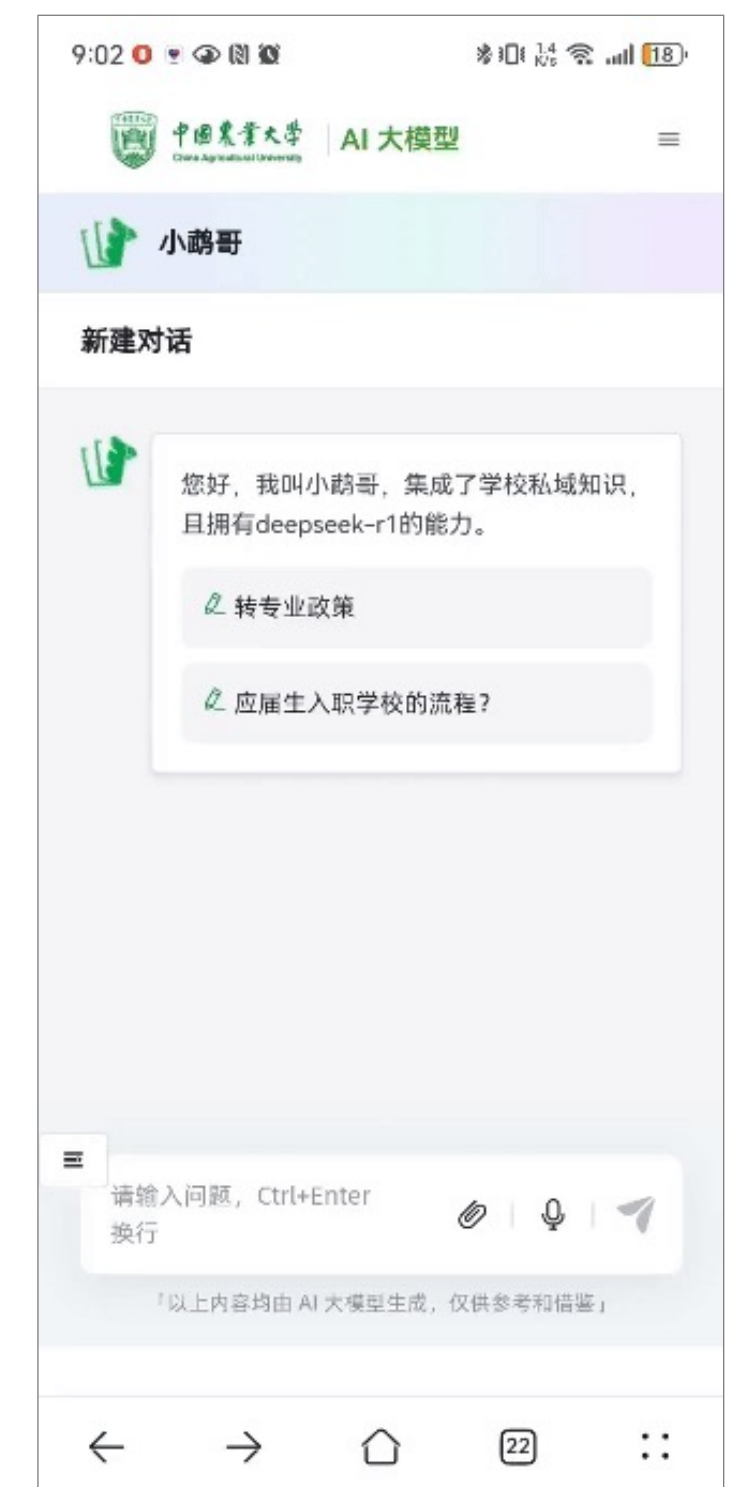 9:02
1.4
K/s
18
中国农业大学
China Agricultural University
AI 大模型
小鹉哥
新建对话
您好，我叫小鹉哥，集成了学校私域知识，
且拥有deepseek-r1的能力。
转专业政策
应届生入职学校的流程？
请输入问题，Ctrl+Enter
换行
「以上内容均由 AI 大模型生成，仅供参考和借鉴」
22